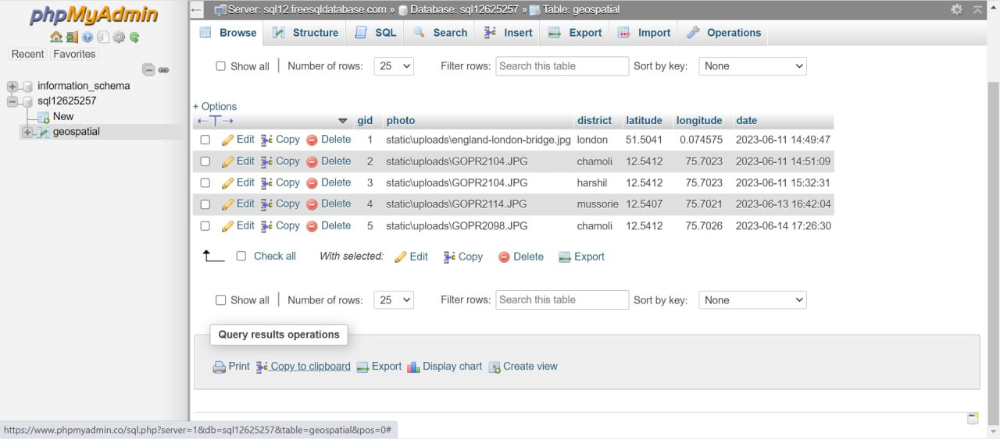 phpMyAdmin
Recent Favorites
information_schema
sql12625257
New
geospatial
Server: sql12.freesqldatabase.com » Database: sql12625257 » Table: geospatial
Browse Structure SQL Search Insert Export Import Operations
Show all | Number of rows: 25 Filter rows: Search this table Sort by key: None
+ Options
←T→ gid photo district latitude longitude date
Edit Copy Delete 1 static\uploads\england-london-bridge.jpg london 51.5041 0.074575 2023-06-11 14:49:47
Edit Copy Delete 2 static\uploads\GOPR2104.JPG chamoli 12.5412 75.7023 2023-06-11 14:51:09
Edit Copy Delete 3 static\uploads\GOPR2104.JPG harshil 12.5412 75.7023 2023-06-11 15:32:31
Edit Copy Delete 4 static\uploads\GOPR2114.JPG mussorie 12.5407 75.7021 2023-06-13 16:42:04
Edit Copy Delete 5 static\uploads\GOPR2098.JPG chamoli 12.5412 75.7026 2023-06-14 17:26:30
Check all With selected: Edit Copy Delete Export
Show all | Number of rows: 25 Filter rows: Search this table Sort by key: None
Query results operations
Print Copy to clipboard Export Display chart Create view
https://www.phpmyadmin.co/sql.php?server=1&db=sql12625257&table=geospatial&pos=0#